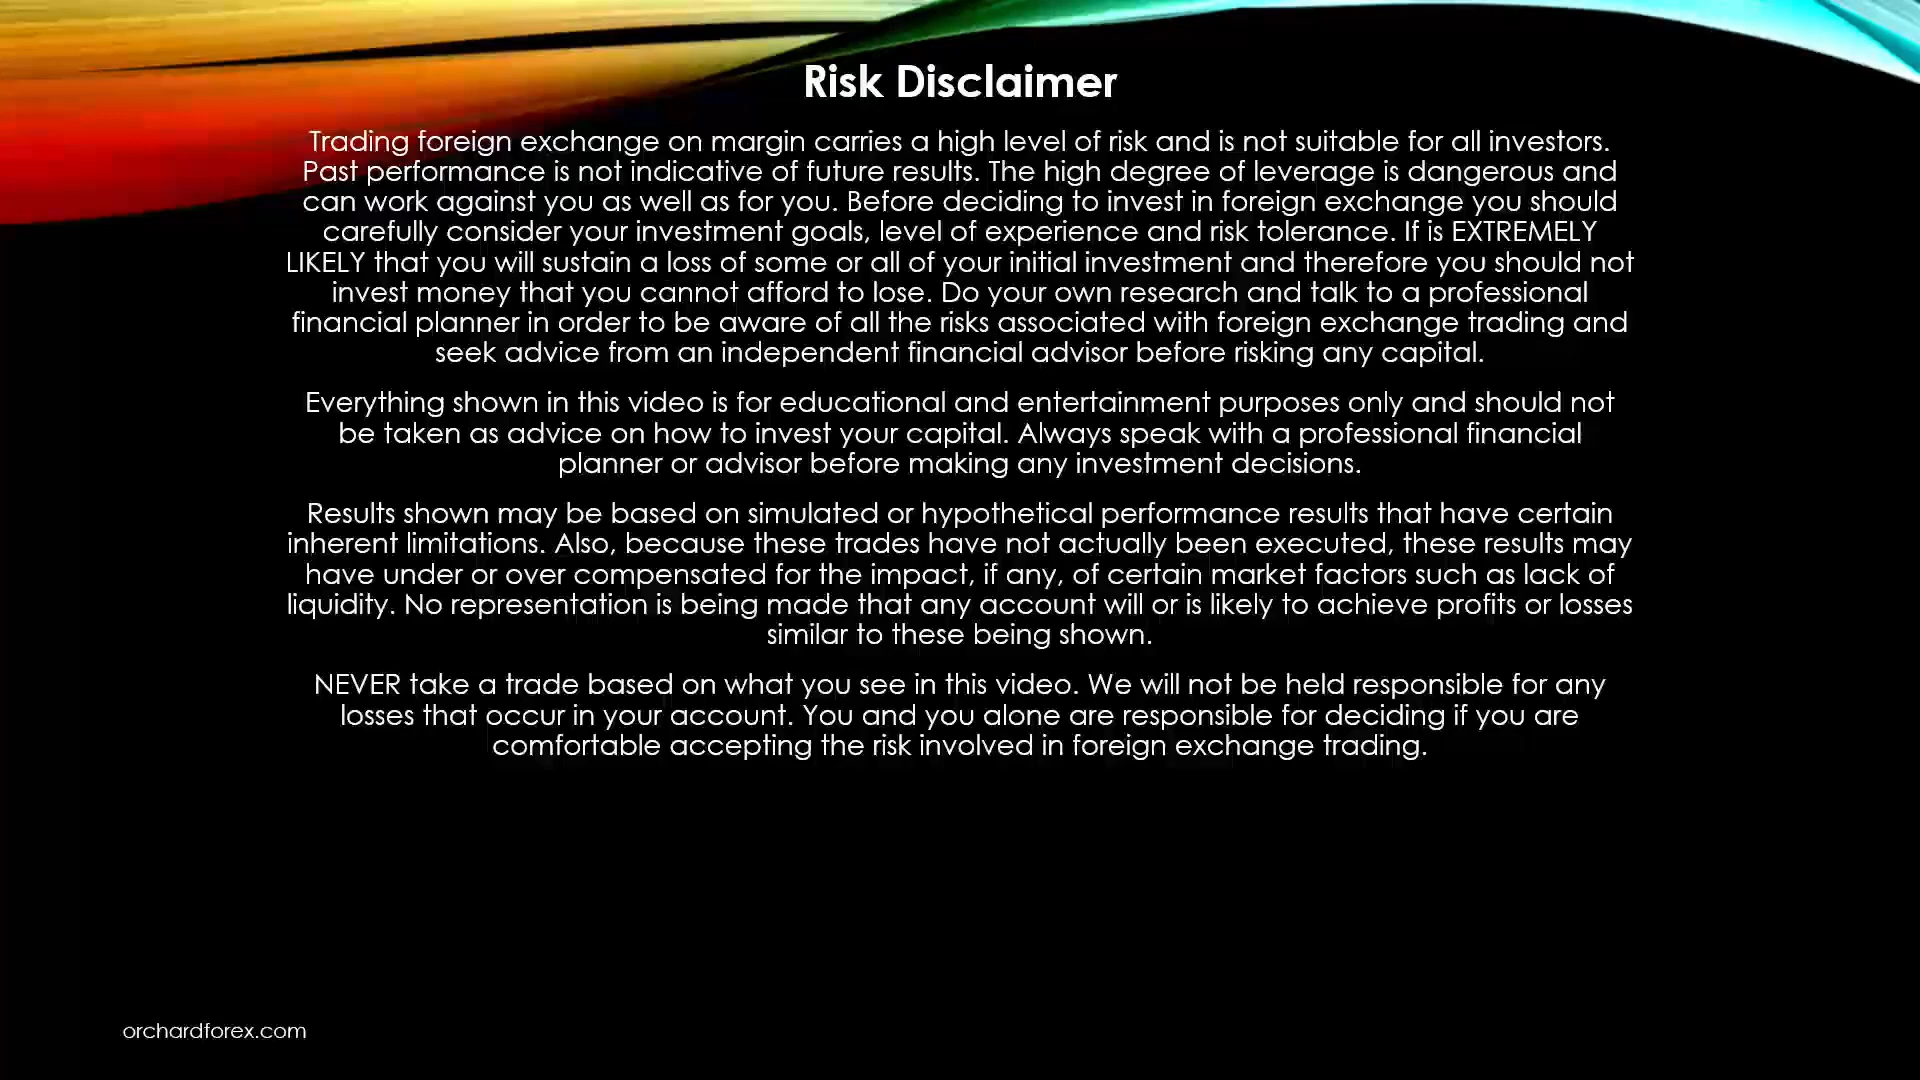 Risk Disclaimer
Trading foreign exchange on margin carries a high level of risk and is not suitable for all investors.
Past performance is not indicative of future results. The high degree of leverage is dangerous and
can work against you as well as for you. Before deciding to invest in foreign exchange you should
carefully consider your investment goals, level of experience and risk tolerance. If is EXTREMELY
LIKELY that you will sustain a loss of some or all of your initial investment and therefore you should not
invest money that you cannot afford to lose. Do your own research and talk to a professional
financial planner in order to be aware of all the risks associated with foreign exchange trading and
seek advice from an independent financial advisor before risking any capital.
Everything shown in this video is for educational and entertainment purposes only and should not
be taken as advice on how to invest your capital. Always speak with a professional financial
planner or advisor before making any investment decisions.
Results shown may be based on simulated or hypothetical performance results that have certain
inherent limitations. Also, because these trades have not actually been executed, these results may
have under or over compensated for the impact, if any, of certain market factors such as lack of
liquidity. No representation is being made that any account will or is likely to achieve profits or losses
similar to these being shown.
NEVER take a trade based on what you see in this video. We will not be held responsible for any
losses that occur in your account. You and you alone are responsible for deciding if you are
comfortable accepting the risk involved in foreign exchange trading.
orchardforex.com